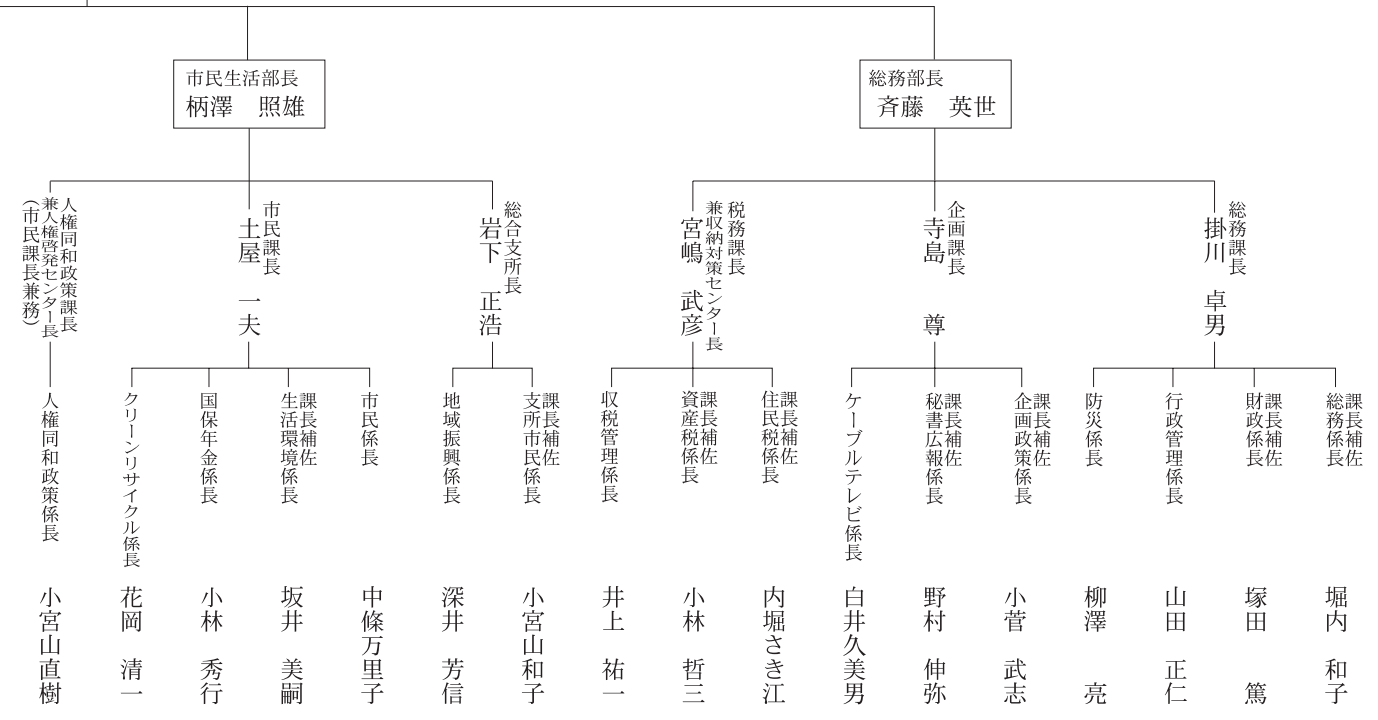 総務部長
斉藤　英世
総務課長
掛川　卓男
課長補佐
総務係長
堀内　和子
課長補佐
財政係長
塚田　篤
行政管理係長
山田　正仁
防災係長
柳澤　亮
企画課長
寺島　尊
課長補佐
企画政策係長
小菅　武志
課長補佐
秘書広報係長
野村　伸弥
ケーブルテレビ係長
白井久美男
税務課長
兼収納対策センター長
宮嶋　武彦
課長補佐
住民税係長
内堀さき江
課長補佐
資産税係長
小林　哲三
収税管理係長
井上　祐一
市民生活部長
柄澤　照雄
総合支所長
岩下　正浩
課長補佐
支所市民係長
小宮山和子
地域振興係長
深井　芳信
市民課長
土屋　一夫
市民係長
中條万里子
課長補佐
生活環境係長
坂井　美嗣
国保年金係長
小林　秀行
クリーンリサイクル係長
花岡　清一
人権同和政策課長
兼人権啓発センター長
（市民課長兼務）
人権同和政策係長
小宮山直樹